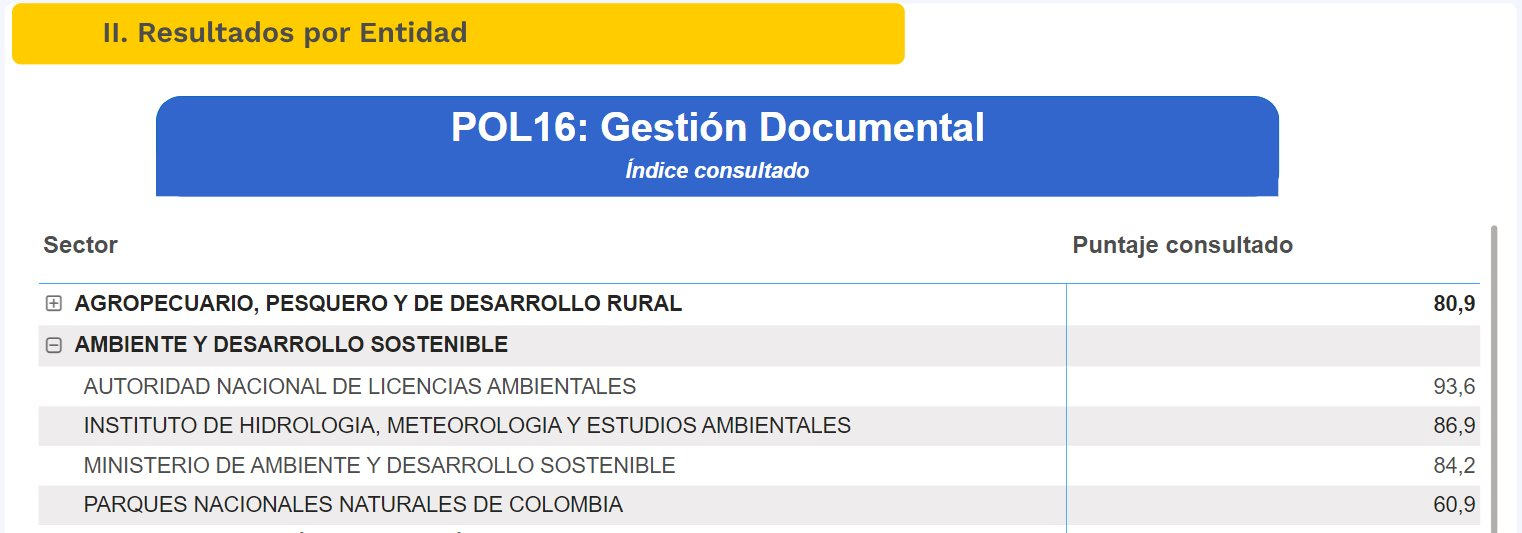 II. Resultados por Entidad
POL16: Gestión Documental
Índice consultado
Sector Puntaje consultado
AGROPECUARIO, PESQUERO Y DE DESARROLLO RURAL 80,9
AMBIENTE Y DESARROLLO SOSTENIBLE
AUTORIDAD NACIONAL DE LICENCIAS AMBIENTALES 93,6
INSTITUTO DE HIDROLOGIA, METEOROLOGIA Y ESTUDIOS AMBIENTALES 86,9
MINISTERIO DE AMBIENTE Y DESARROLLO SOSTENIBLE 84,2
PARQUES NACIONALES NATURALES DE COLOMBIA 60,9